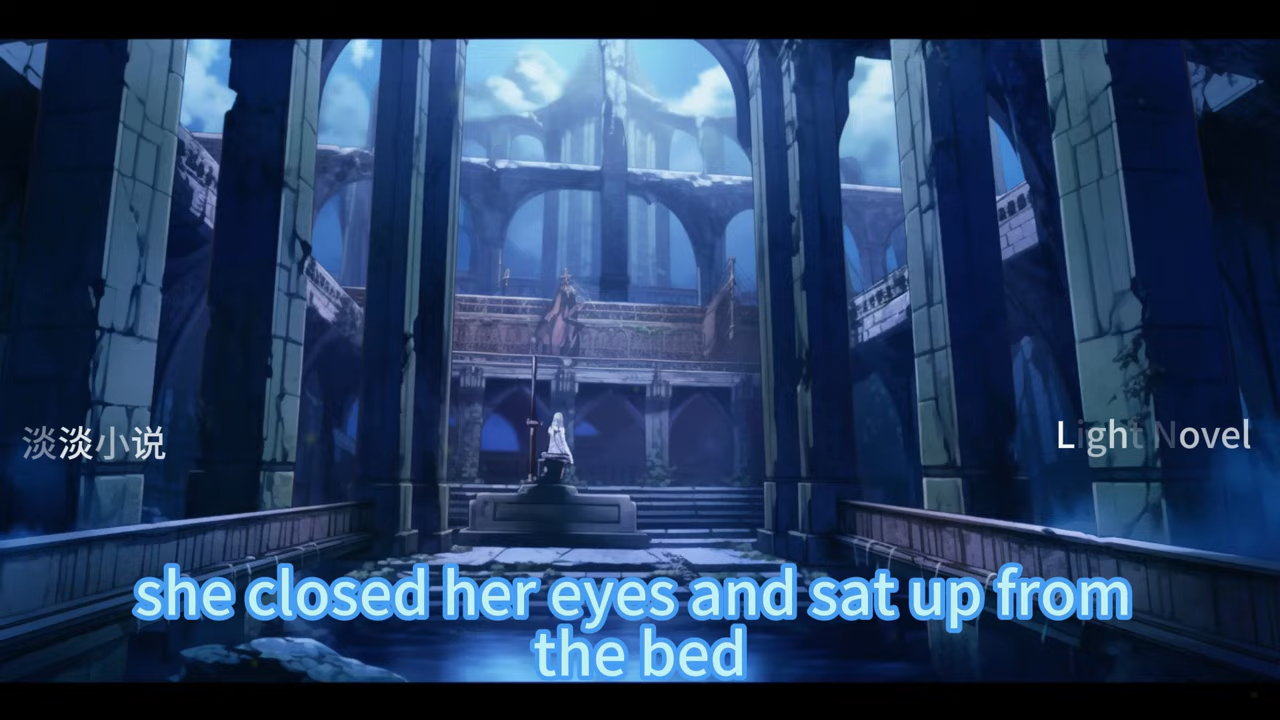 淡淡小说
Light Novel
she closed her eyes and sat up from
the bed